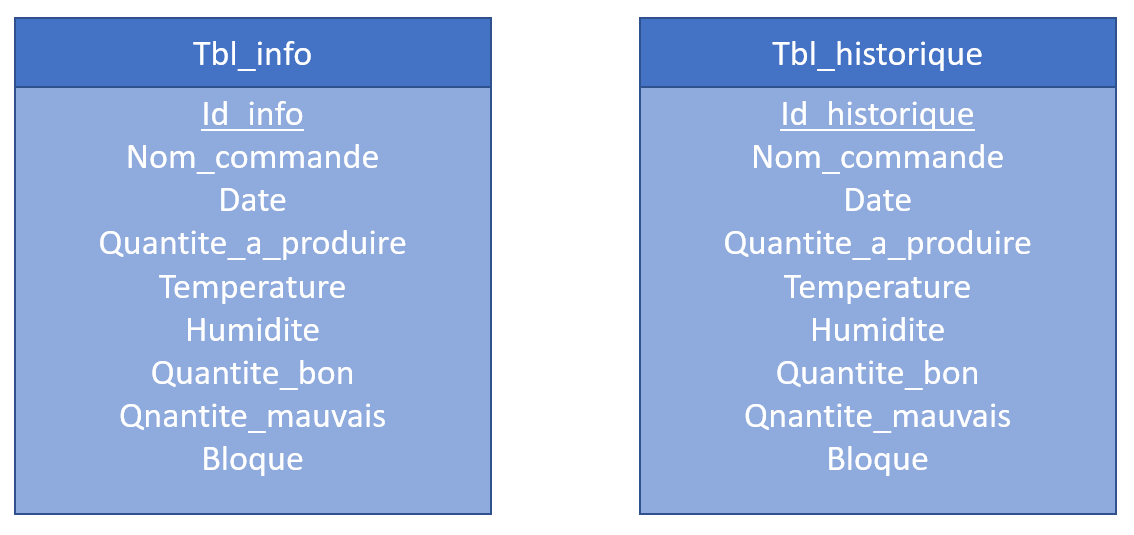 Tbl_info
Id_info
Nom_commande
Date
Quantite_a_produire
Temperature
Humidite
Quantite_bon
Qnantite_mauvais
Bloque
Tbl_historique
Id_historique
Nom_commande
Date
Quantite_a_produire
Temperature
Humidite
Quantite_bon
Qnantite_mauvais
Bloque